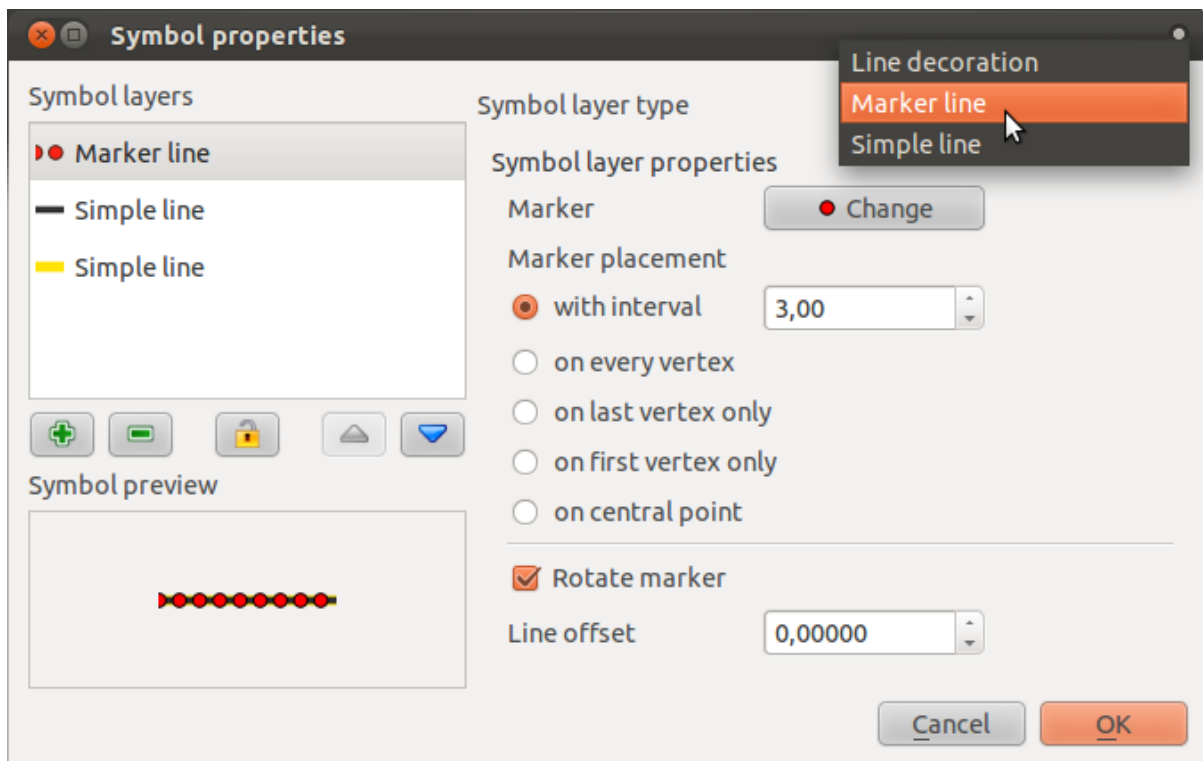 Symbol properties
Symbol layers
Marker line
Simple line
Simple line
Symbol preview
Symbol layer type
Line decoration
Marker line
Simple line
Symbol layer properties
Marker
Change
Marker placement
with interval
3,00
on every vertex
on last vertex only
on first vertex only
on central point
Rotate marker
Line offset
0,00000
Cancel
OK